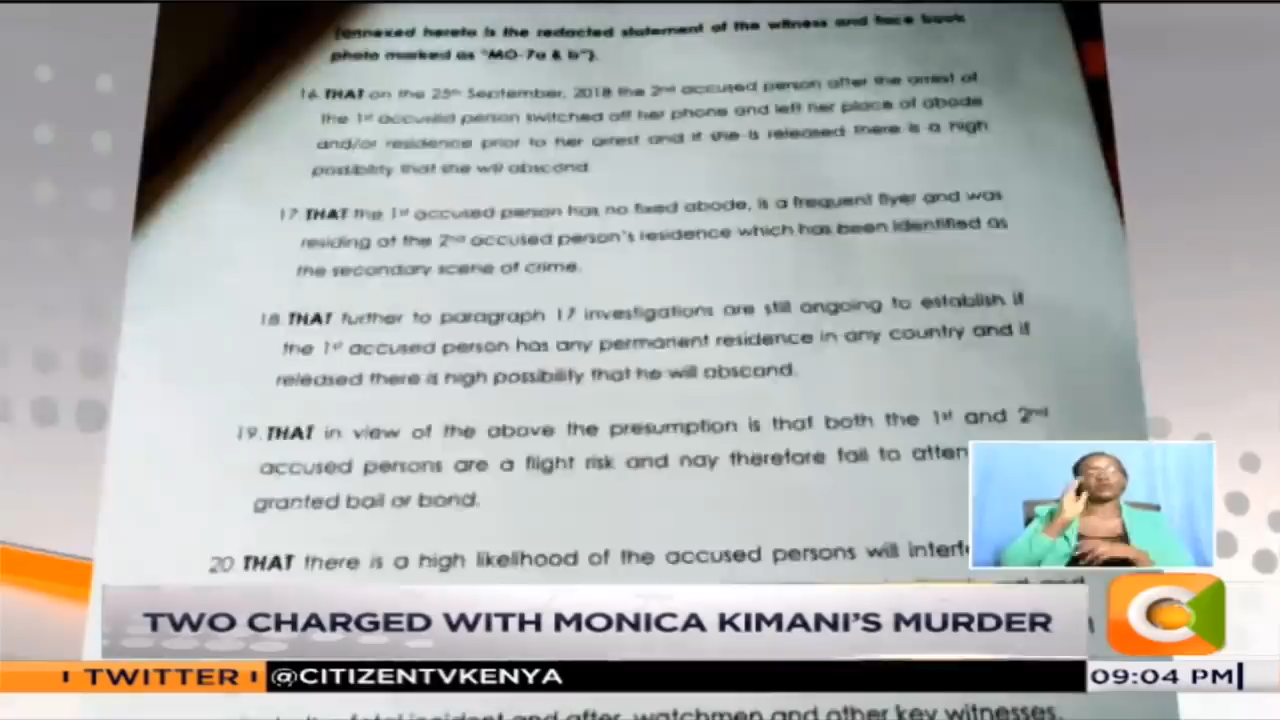 (annexed hereto is the redacted statement of the witness and face book
photo marked as "MO-7a & b").
16. THAT on the 25th September, 2018 the 2nd accused person after the arrest of
the 1st accused person switched off her phone and left her place of abode
and/or residence prior to her arrest and if she is released there is a high
possibility that she will abscond.
17. THAT the 1st accused person has no fixed abode, is a frequent flyer and was
residing at the 2nd accused person's residence which has been identified as
the secondary scene of crime.
18. THAT further to paragraph 17 investigations are still ongoing to establish if
the 1st accused person has any permanent residence in any country and if
released there is high possibility that he will abscond.
19. THAT in view of the above the presumption is that both the 1st and 2nd
accused persons are a flight risk and nay therefore fail to atten
granted bail or bond.
20 THAT there is a high likelihood of the accused persons will interf
TWO CHARGED WITH MONICA KIMANI'S MURDER
TWITTER @CITIZENTVKENYA
09:04 PM
incident and after, watchmen and other key witnesses.